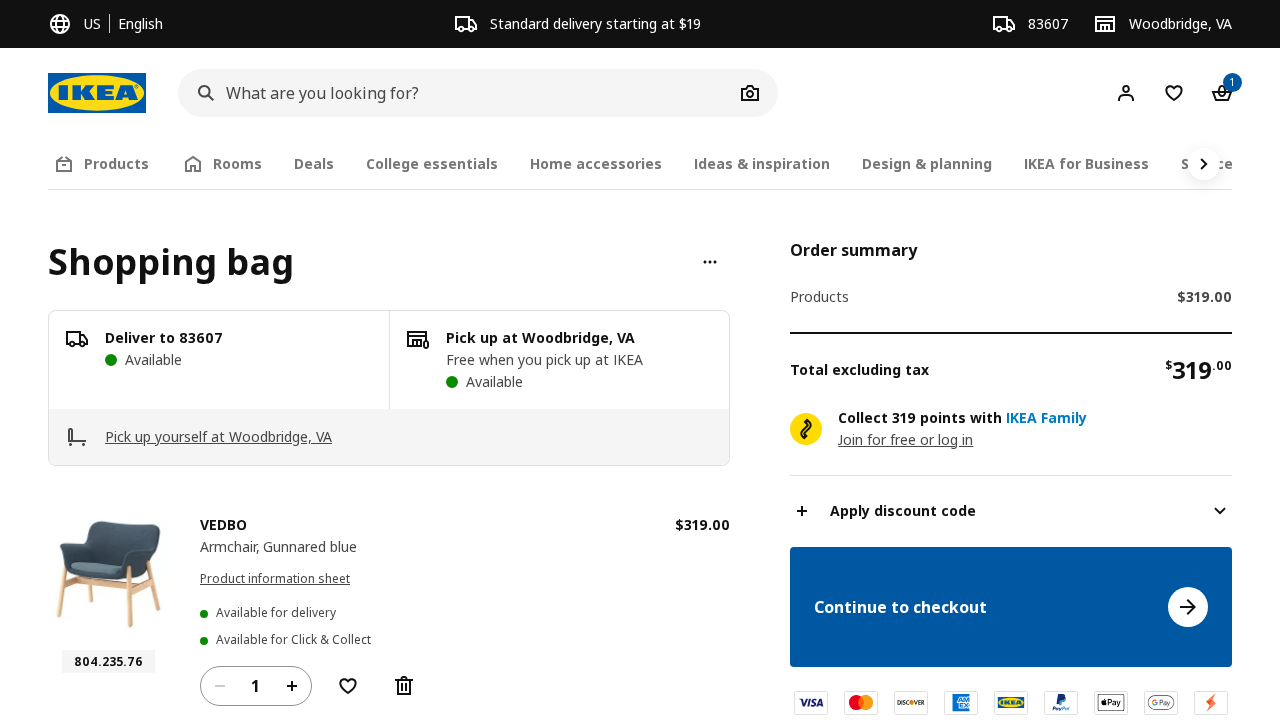 US English
Standard delivery starting at $19
83607
Woodbridge, VA
IKEA
What are you looking for?
1
0
Products
Rooms
Deals
College essentials
Home accessories
Ideas & inspiration
Design & planning
IKEA for Business
Shopping bag
Deliver to 83607
Available
Pick up at Woodbridge, VA
Free when you pick up at IKEA
Available
Pick up yourself at Woodbridge, VA
VEDBO
$319.00
Armchair, Gunnared blue
Product information sheet
Available for delivery
Available for Click & Collect
804.235.76
1
Order summary
Products
$319.00
Total excluding tax
$319.00
Collect 319 points with IKEA Family
Join for free or log in
Apply discount code
Continue to checkout
VISA
DISCOVER
AMEX
IKEA
PayPal
Pay
G Pay